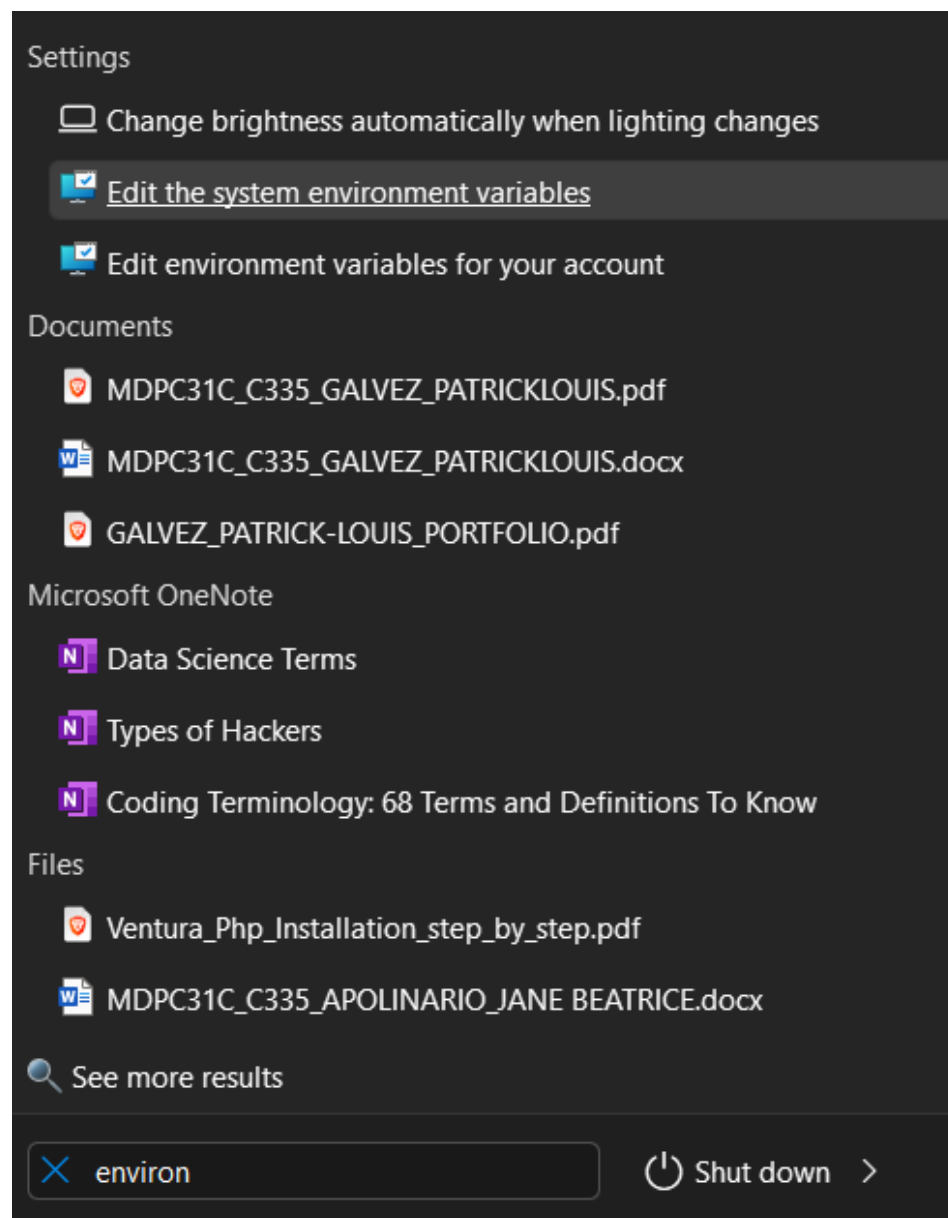 Settings
Change brightness automatically when lighting changes
Edit the system environment variables
Edit environment variables for your account
Documents
MDPC31C_C335_GALVEZ_PATRICKLOUIS.pdf
MDPC31C_C335_GALVEZ_PATRICKLOUIS.docx
GALVEZ_PATRICK-LOUIS_PORTFOLIO.pdf
Microsoft OneNote
Data Science Terms
Types of Hackers
Coding Terminology: 68 Terms and Definitions To Know
Files
Ventura_Php_Installation_step_by_step.pdf
MDPC31C_C335_APOLINARIO_JANE BEATRICE.docx
See more results
environ Shut down